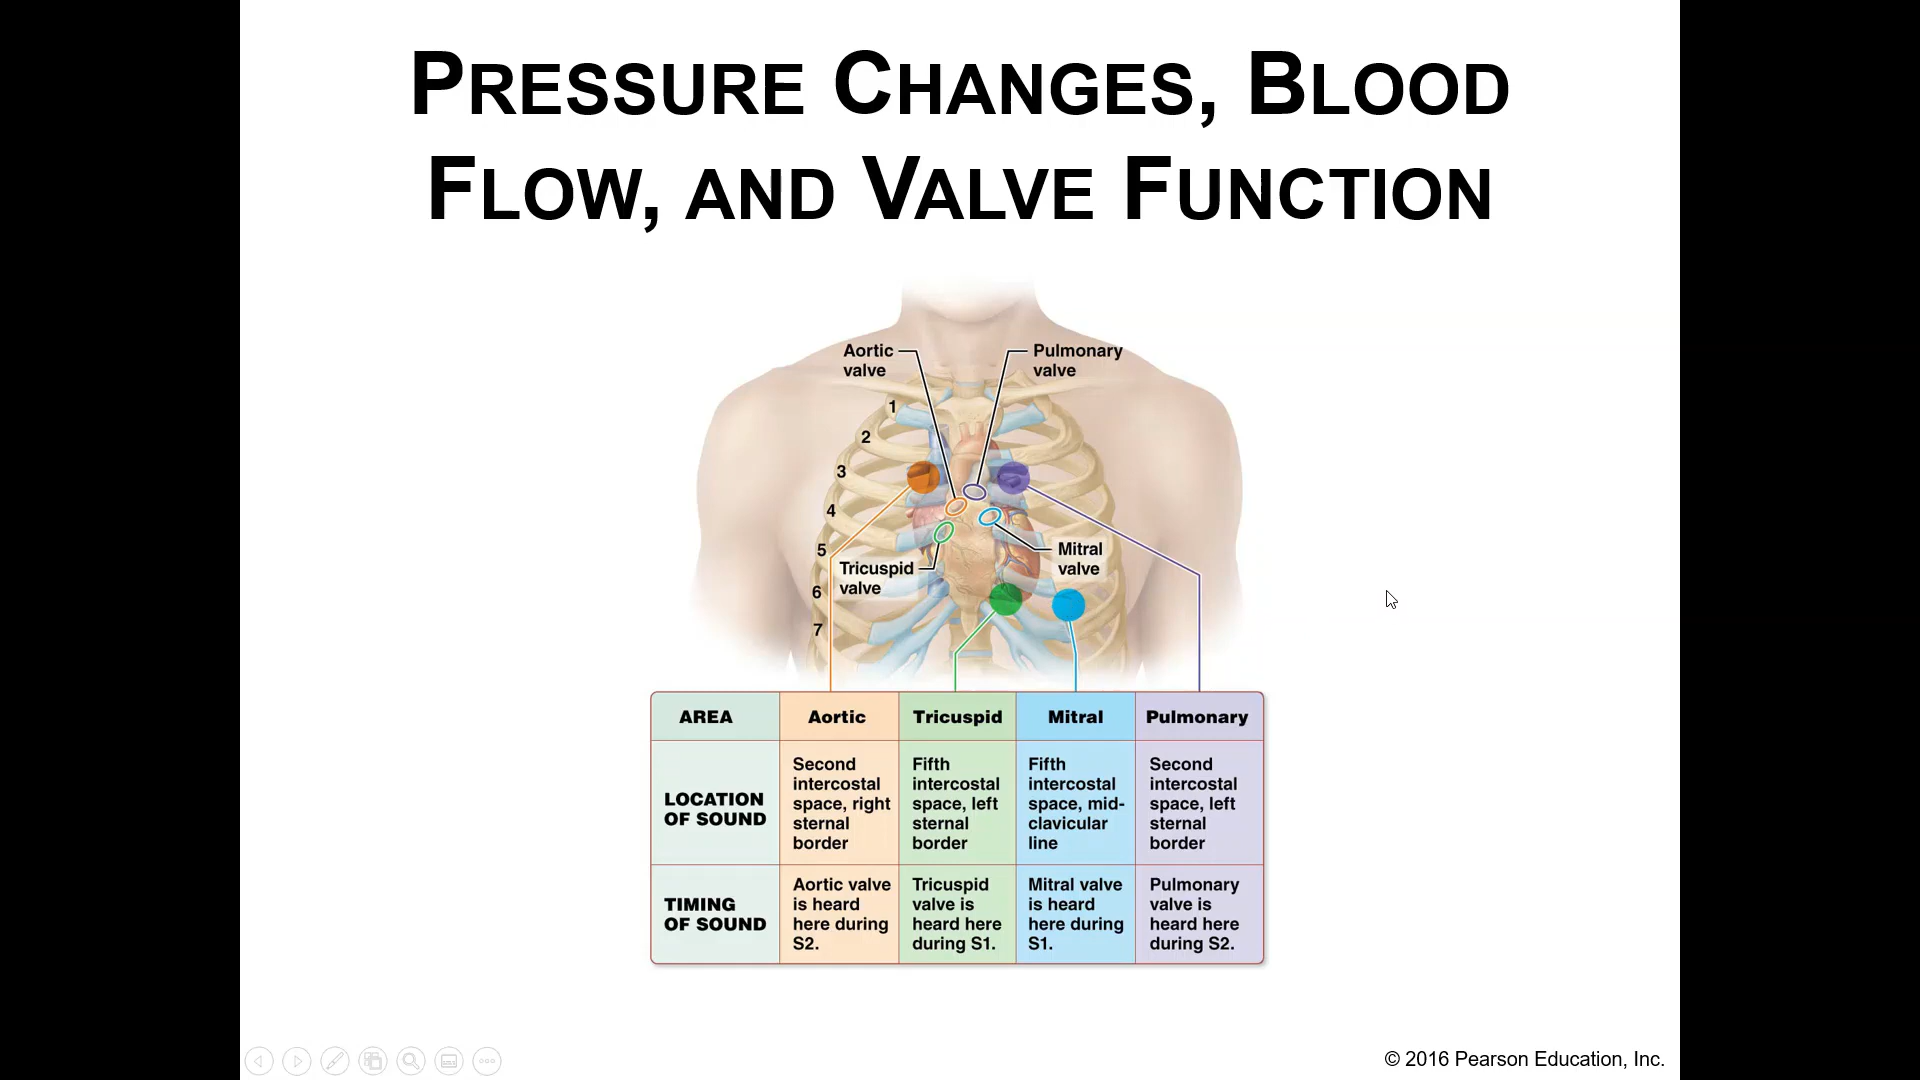 PRESSURE CHANGES, BLOOD
FLOW, AND VALVE FUNCTION
Aortic
valve
Pulmonary
valve
1
2
3
4
5
6
7
Tricuspid
valve
Mitral
valve
AREA
Aortic
Tricuspid
Mitral
Pulmonary
LOCATION
OF SOUND
Second
intercostal
space, right
sternal
border
Fifth
intercostal
space, left
sternal
border
Fifth
intercostal
space, mid-
clavicular
line
Second
intercostal
space, left
sternal
border
TIMING
OF SOUND
Aortic valve
is heard
here during
S2.
Tricuspid
valve is
heard here
during S1.
Mitral valve
is heard
here during
S1.
Pulmonary
valve is
heard here
during S2.
© 2016 Pearson Education, Inc.